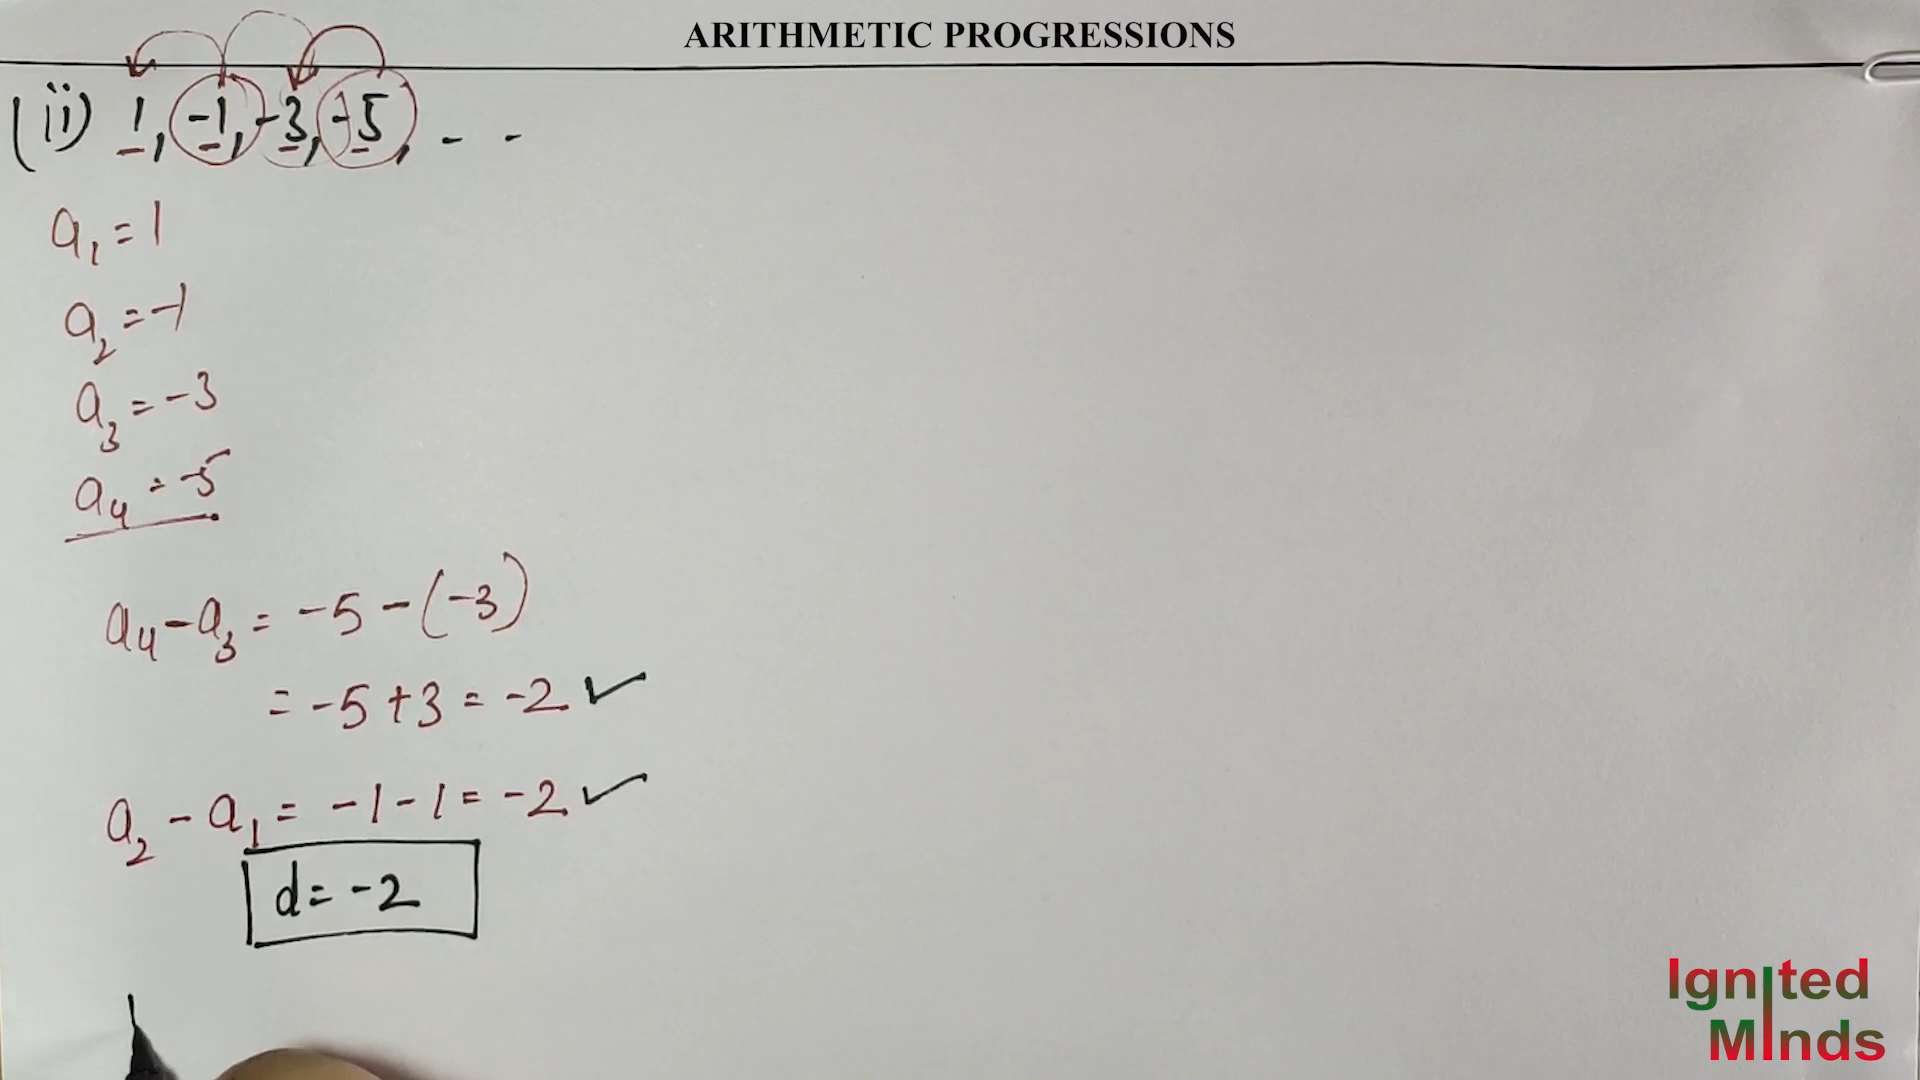 ARITHMETIC PROGRESSIONS
(ii) 1, -1, -3, -5, - -
a₁ = 1
a₂ = -1
a₃ = -3
a₄ = -5
a₄ - a₃ = -5 - (-3)
= -5 + 3 = -2 ✓
a₂ - a₁ = -1 - 1 = -2 ✓
d = -2
Ignited
Minds